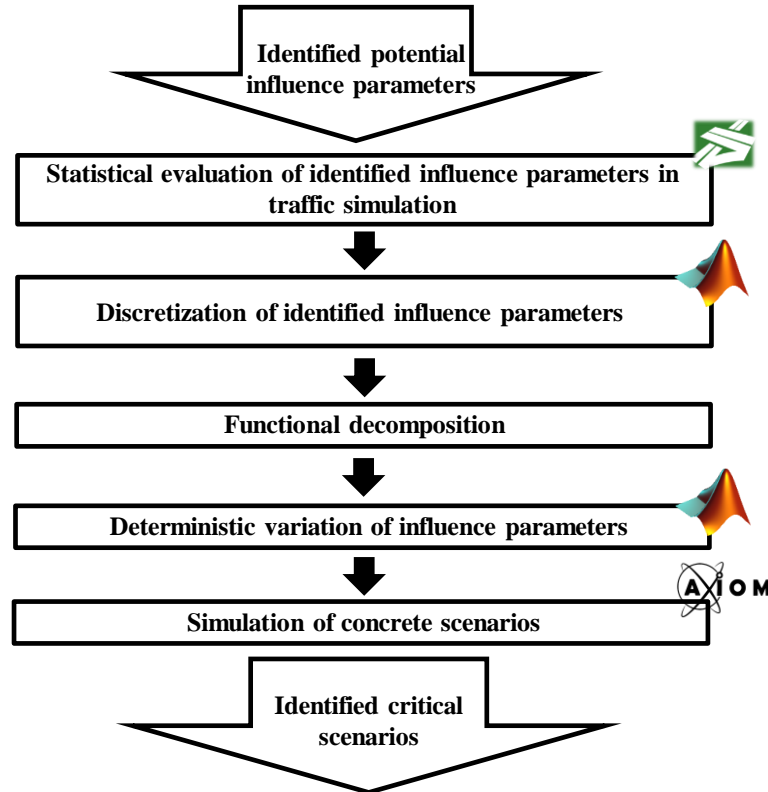 Identified potential
influence parameters
Statistical evaluation of identified influence parameters in
traffic simulation
Discretization of identified influence parameters
Functional decomposition
Deterministic variation of influence parameters
AXiOM
Simulation of concrete scenarios
Identified critical
scenarios